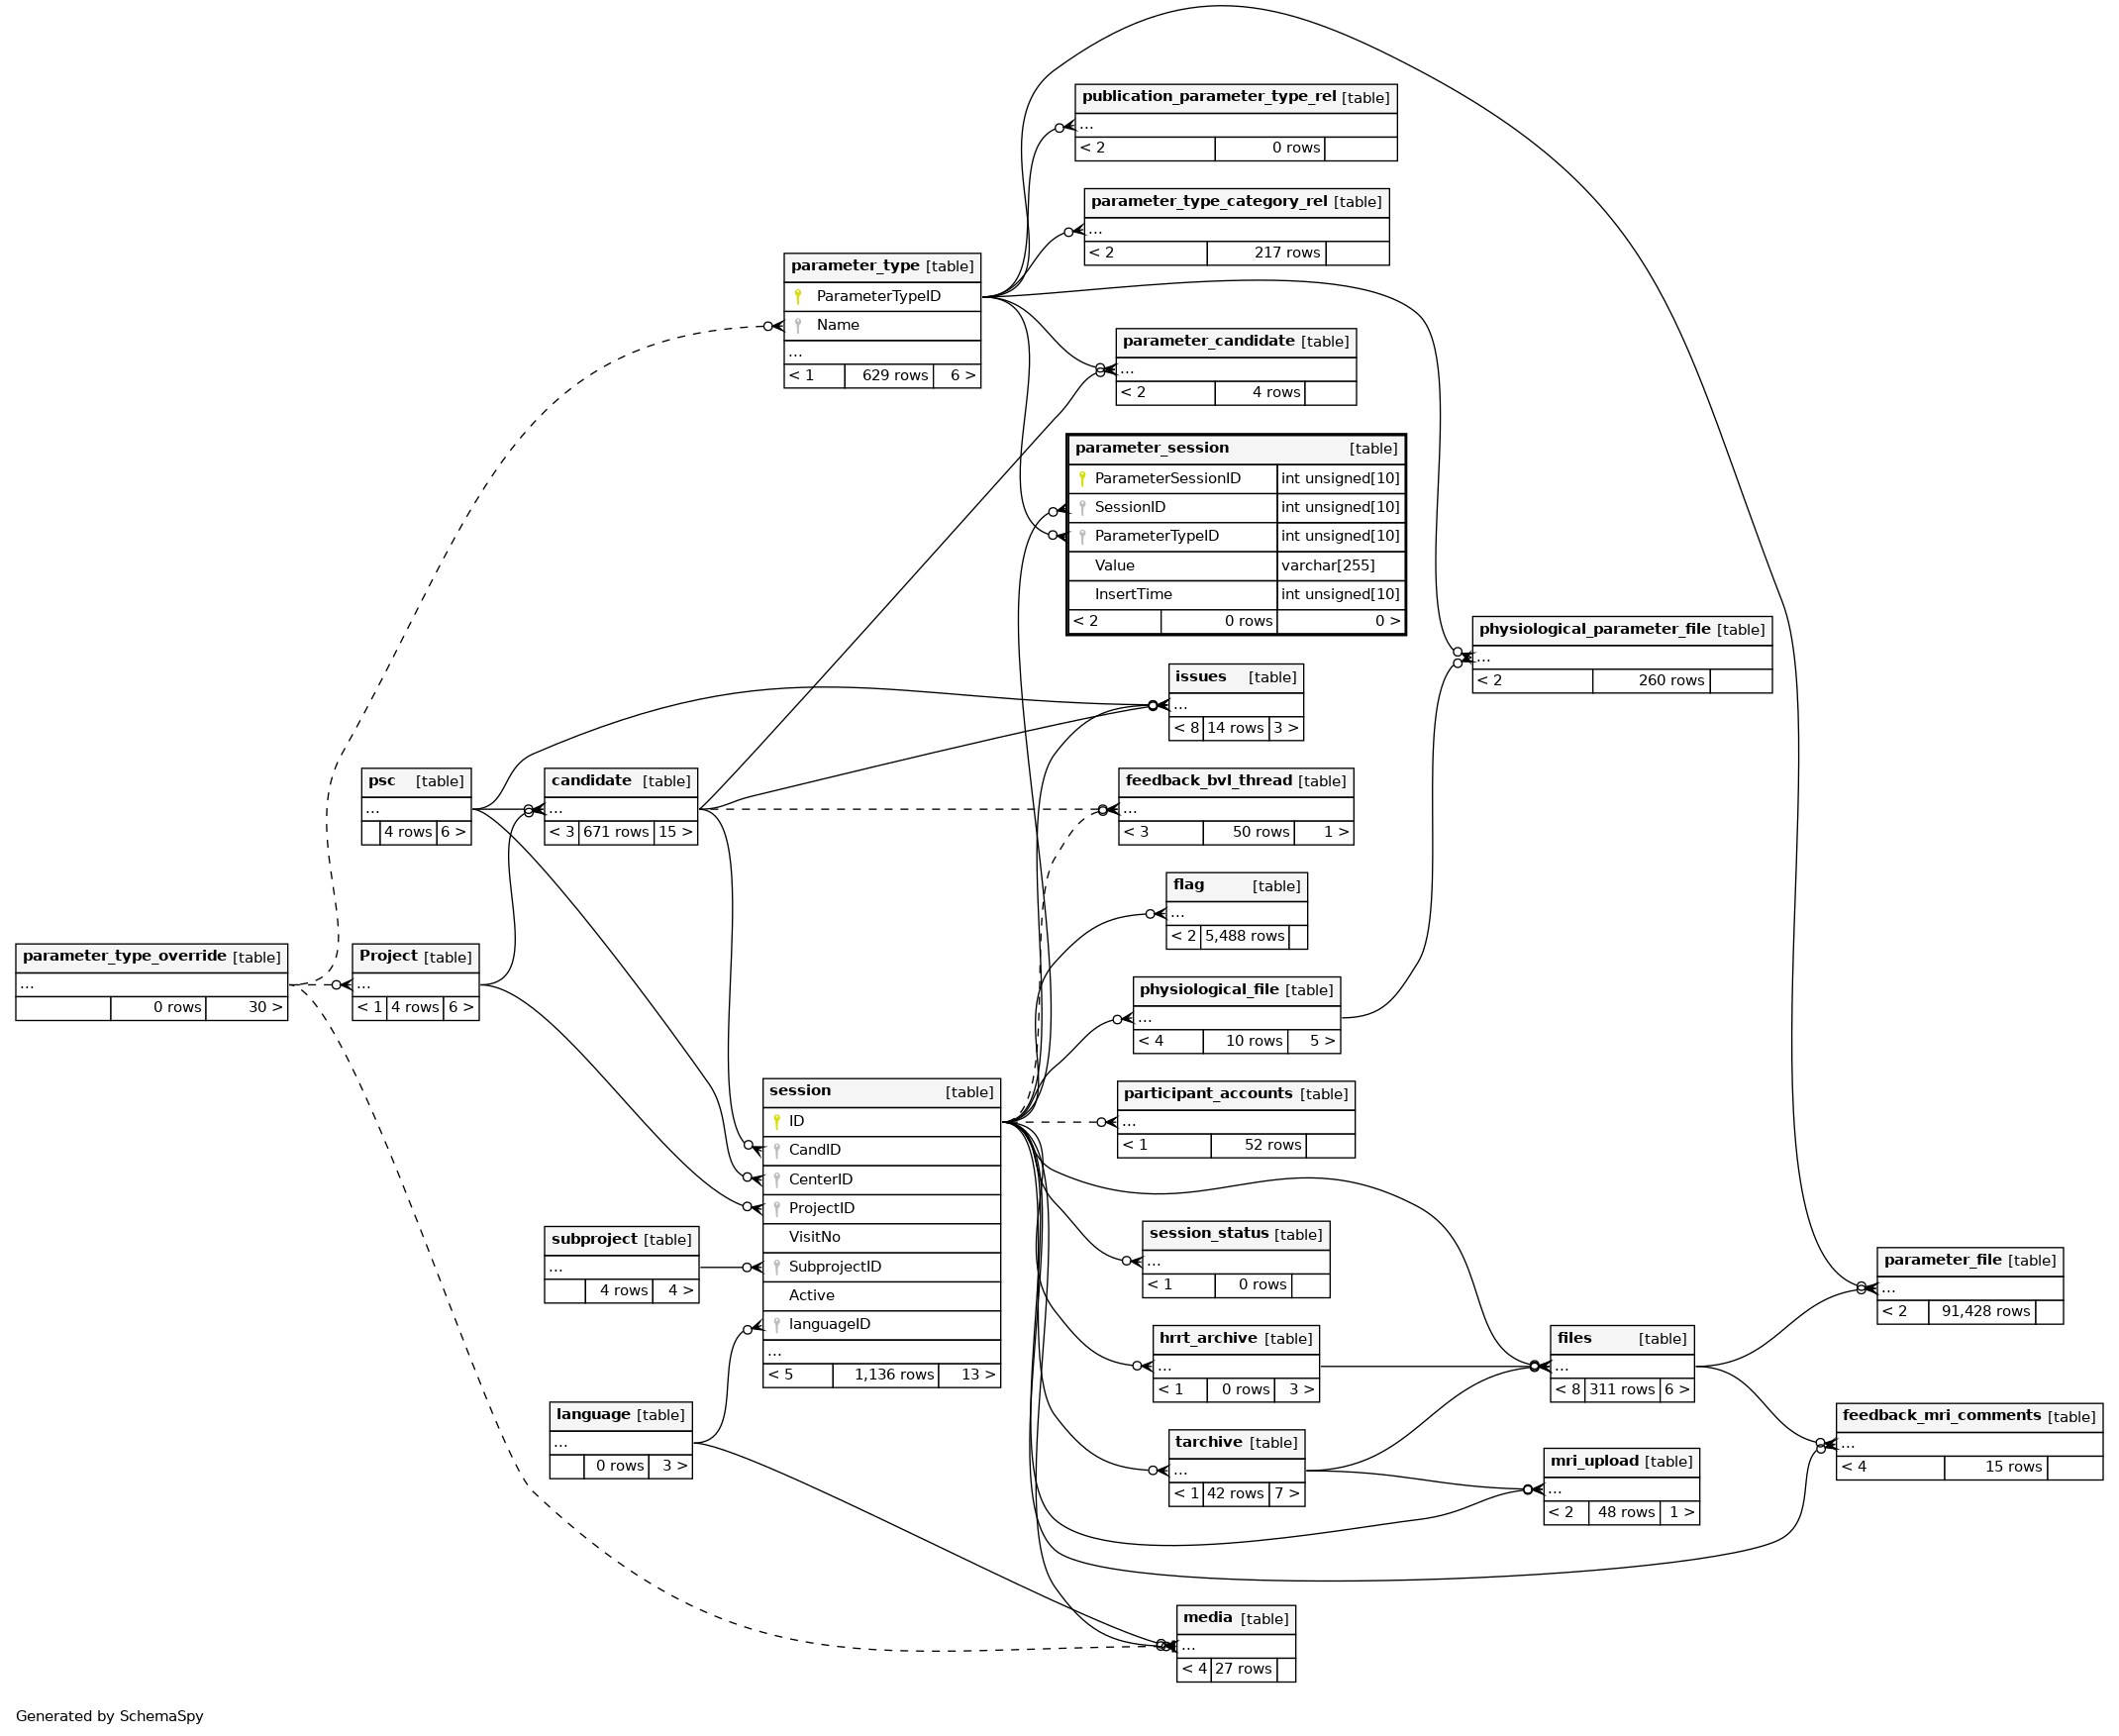 publication_parameter_type_rel [table]
...
< 2 0 rows
parameter_type_category_rel [table]
...
< 2 217 rows
parameter_type [table]
ParameterTypeID
Name
...
< 1 629 rows 6 >
parameter_candidate [table]
...
< 2 4 rows
parameter_session [table]
ParameterSessionID int unsigned[10]
SessionID int unsigned[10]
ParameterTypeID int unsigned[10]
Value varchar[255]
InsertTime int unsigned[10]
< 2 0 rows 0 >
physiological_parameter_file [table]
...
< 2 260 rows
issues [table]
...
< 8 14 rows 3 >
psc [table]
...
4 rows 6 >
candidate [table]
...
< 3 671 rows 15 >
feedback_bvl_thread [table]
...
< 3 50 rows 1 >
flag [table]
...
< 2 5,488 rows
parameter_type_override [table]
...
0 rows 30 >
Project [table]
...
< 1 4 rows 6 >
physiological_file [table]
...
< 4 10 rows 5 >
session [table]
ID
CandID
CenterID
ProjectID
VisitNo
SubprojectID
Active
languageID
...
< 5 1,136 rows 13 >
participant_accounts [table]
...
< 1 52 rows
subproject [table]
...
4 rows 4 >
session_status [table]
...
< 1 0 rows
parameter_file [table]
...
< 2 91,428 rows
hrrt_archive [table]
...
< 1 0 rows 3 >
files [table]
...
< 8 311 rows 6 >
language [table]
...
0 rows 3 >
tarchive [table]
...
< 1 42 rows 7 >
feedback_mri_comments [table]
...
< 4 15 rows
mri_upload [table]
...
< 2 48 rows 1 >
media [table]
...
< 4 27 rows
Generated by SchemaSpy